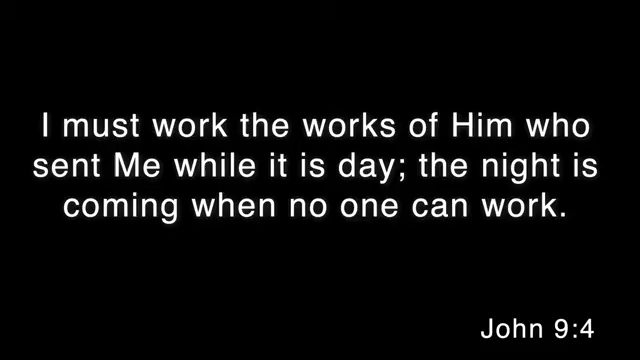 I must work the works of Him who
sent Me while it is day; the night is
coming when no one can work.
John 9:4